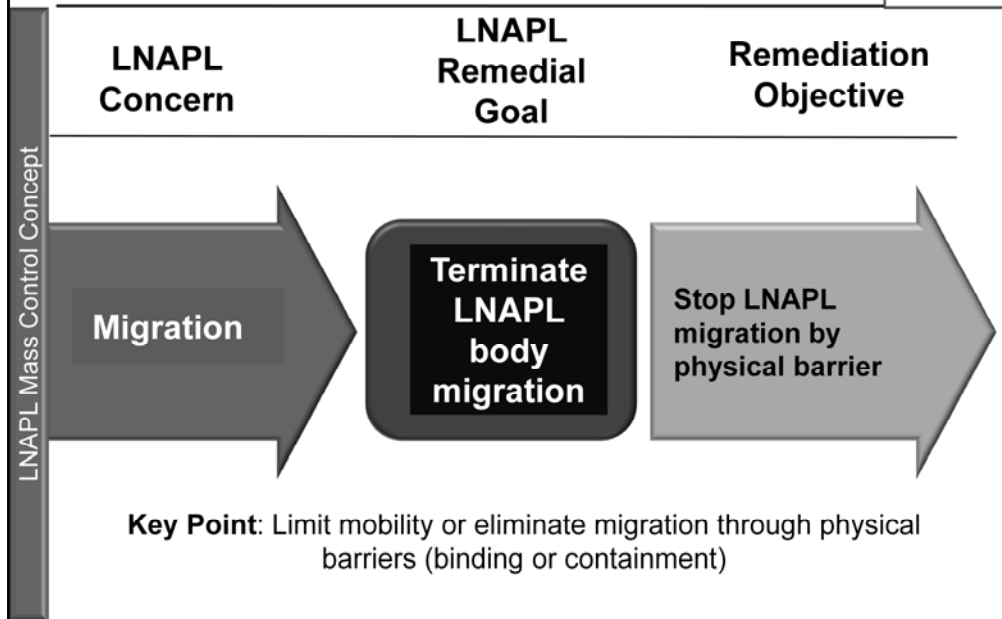 LNAPL Mass Control Concept
LNAPL
Concern
LNAPL
Remedial
Goal
Remediation
Objective
Migration
Terminate
LNAPL
body
migration
Stop LNAPL
migration by
physical barrier
Key Point: Limit mobility or eliminate migration through physical
barriers (binding or containment)